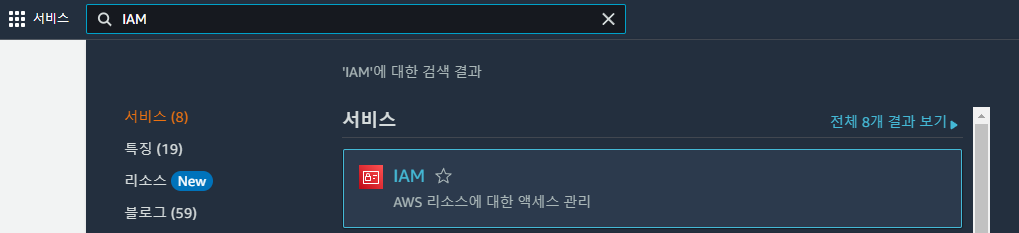 서비스 IAM
'IAM'에 대한 검색 결과
서비스 (8)
서비스 전체 8개 결과 보기
특징 (19)
IAM
리소스 New
AWS 리소스에 대한 액세스 관리
블로그 (59)